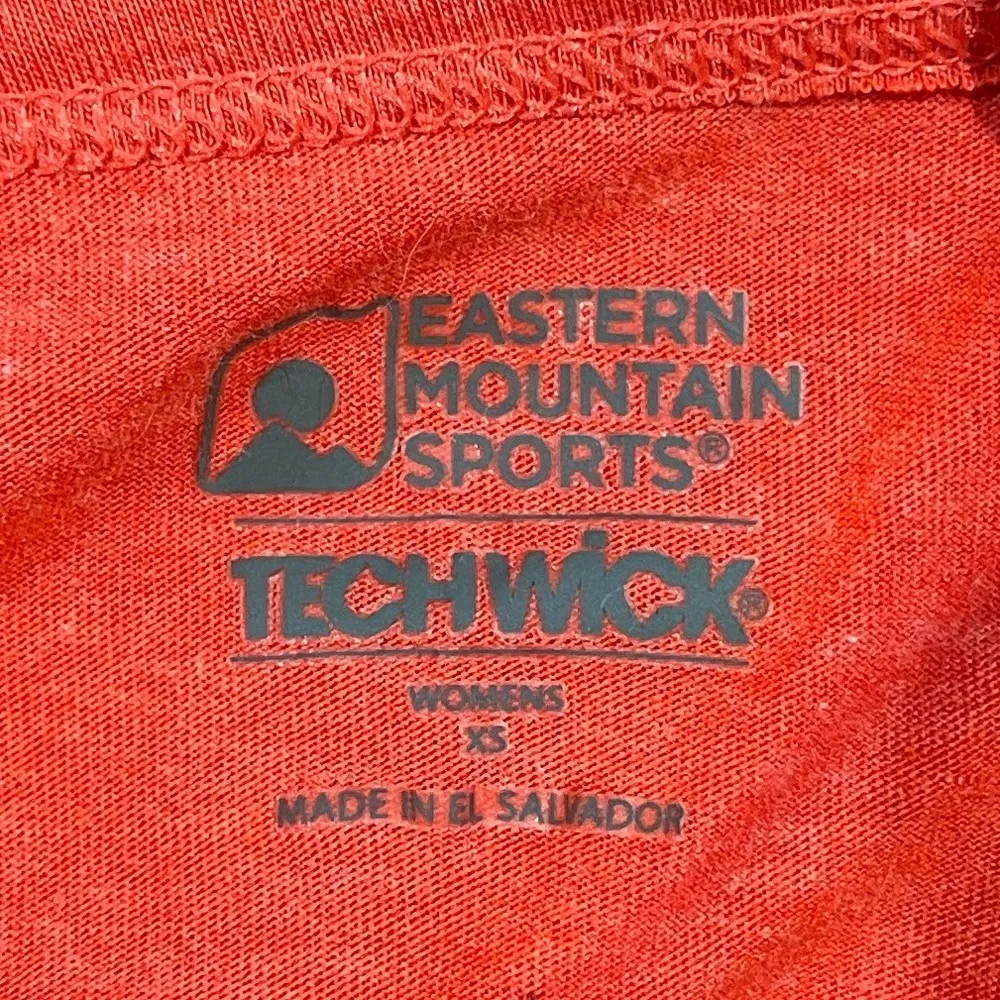 EASTERN
MOUNTAIN
SPORTS®
TECHWICK®
WOMENS
XS
MADE IN EL SALVADOR